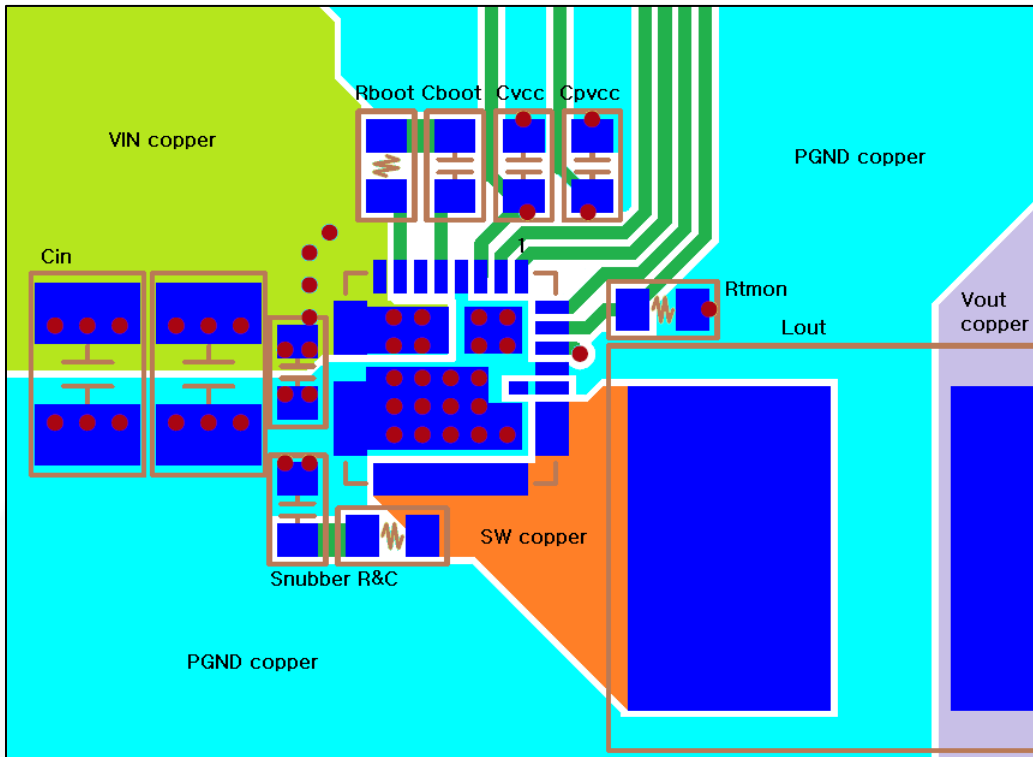 Rboot Cboot Cvcc Cpvcc
VIN copper
PGND copper
1
Cin
Rtmon
Vout
copper
Lout
SW copper
Snubber R&C
PGND copper